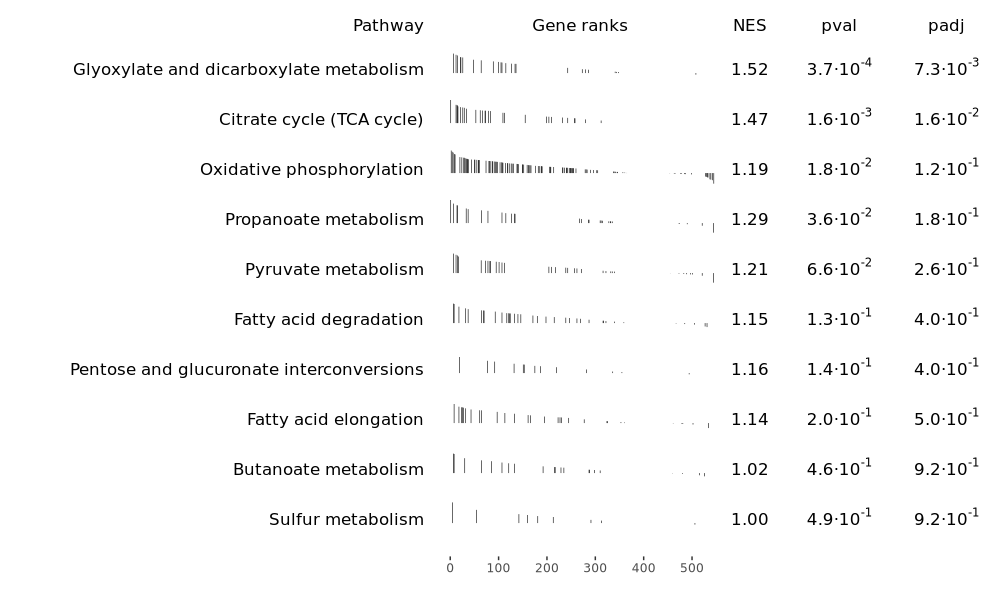 Pathway Gene ranks NES pval padj
Glyoxylate and dicarboxylate metabolism 1.52 3.7·10⁻⁴ 7.3·10⁻³
Citrate cycle (TCA cycle) 1.47 1.6·10⁻³ 1.6·10⁻²
Oxidative phosphorylation 1.19 1.8·10⁻² 1.2·10⁻¹
Propanoate metabolism 1.29 3.6·10⁻² 1.8·10⁻¹
Pyruvate metabolism 1.21 6.6·10⁻² 2.6·10⁻¹
Fatty acid degradation 1.15 1.3·10⁻¹ 4.0·10⁻¹
Pentose and glucuronate interconversions 1.16 1.4·10⁻¹ 4.0·10⁻¹
Fatty acid elongation 1.14 2.0·10⁻¹ 5.0·10⁻¹
Butanoate metabolism 1.02 4.6·10⁻¹ 9.2·10⁻¹
Sulfur metabolism 1.00 4.9·10⁻¹ 9.2·10⁻¹
0 100 200 300 400 500